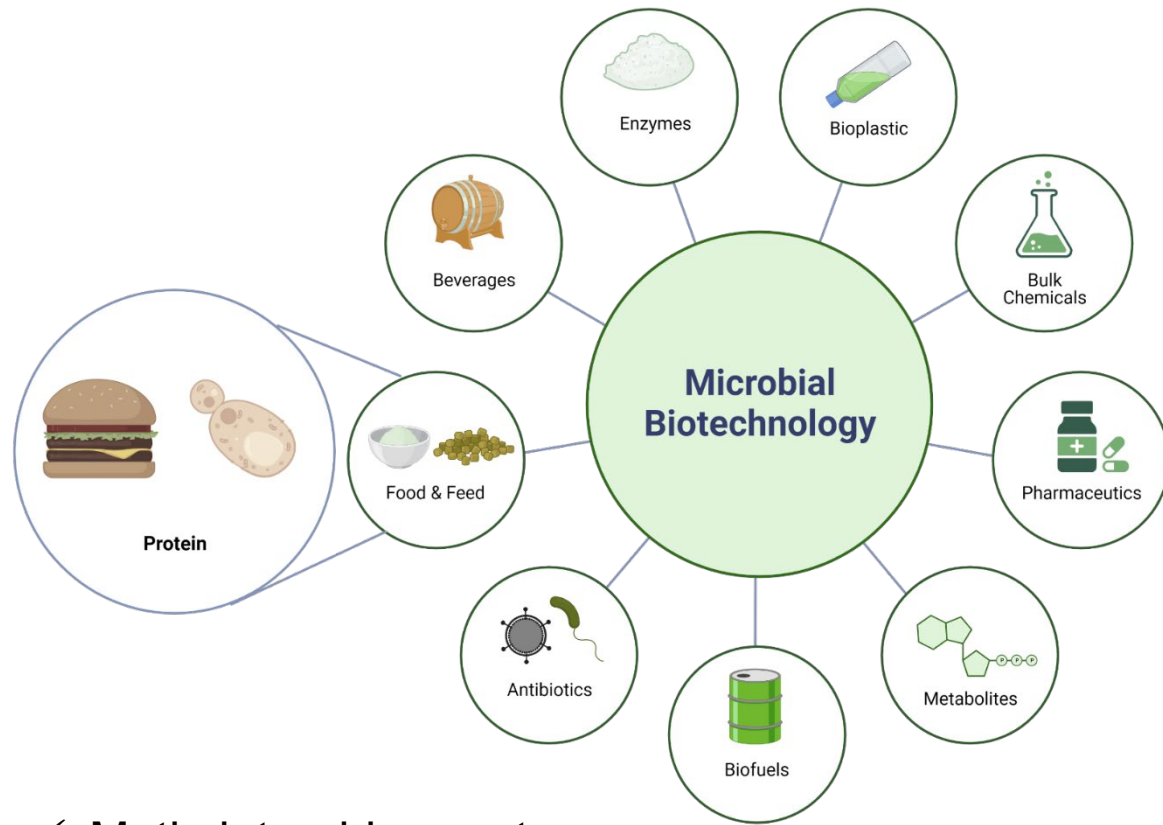 Enzymes
Bioplastic
Beverages
Bulk
Chemicals
Microbial
Biotechnology
Protein
Food & Feed
Pharmaceutics
Antibiotics
Metabolites
P P P
Biofuels